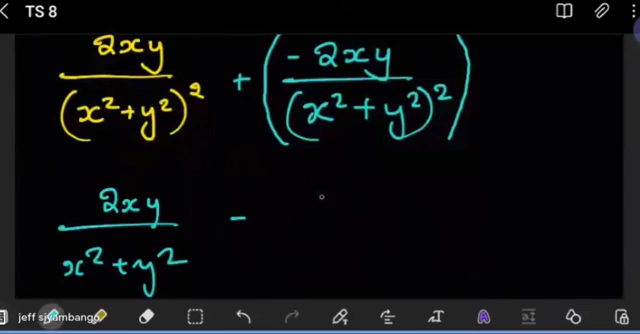 TS 8
2xy / (x² + y²)² + (- 2xy / (x² + y²)²)
2xy / x² + y² -
jeff siyambango